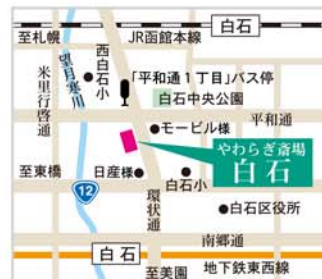 白石
至札幌
JR函館本線
西白石小
望月寒川
米里行啓通
「平和通1丁目」バス停
白石中央公園
モービル様
平和通
やわらぎ斎場
白石
至東橋
日産様
白石小
12
環状通
白石区役所
南郷通
白石
地下鉄東西線
至美園